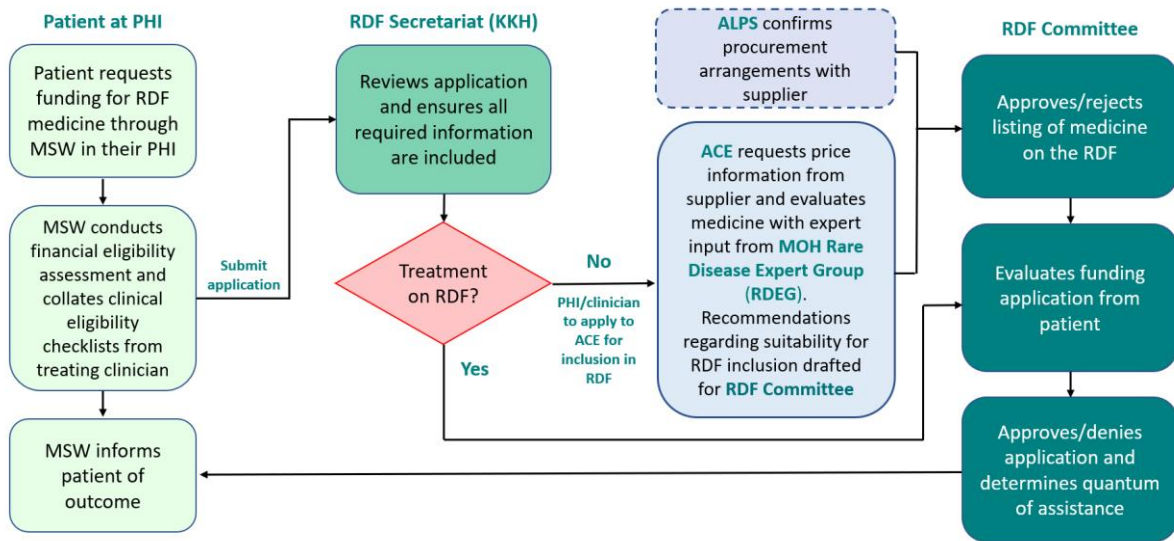 Patient at PHI
Patient requests
funding for RDF
medicine through
MSW in their PHI
MSW conducts
financial eligibility
assessment and
collates clinical
eligibility
checklists from
treating clinician
MSW informs
patient of
outcome
Submit
application
RDF Secretariat (KKH)
Reviews application
and ensures all
required information
are included
Treatment
on RDF?
No
PHI/clinician
to apply to
ACE for
inclusion in
RDF
Yes
ALPS confirms
procurement
arrangements with
supplier
ACE requests price
information from
supplier and evaluates
medicine with expert
input from MOH Rare
Disease Expert Group
(RDEG).
Recommendations
regarding suitability for
RDF inclusion drafted
for RDF Committee
RDF Committee
Approves/rejects
listing of medicine
on the RDF
Evaluates funding
application from
patient
Approves/denies
application and
determines quantum
of assistance